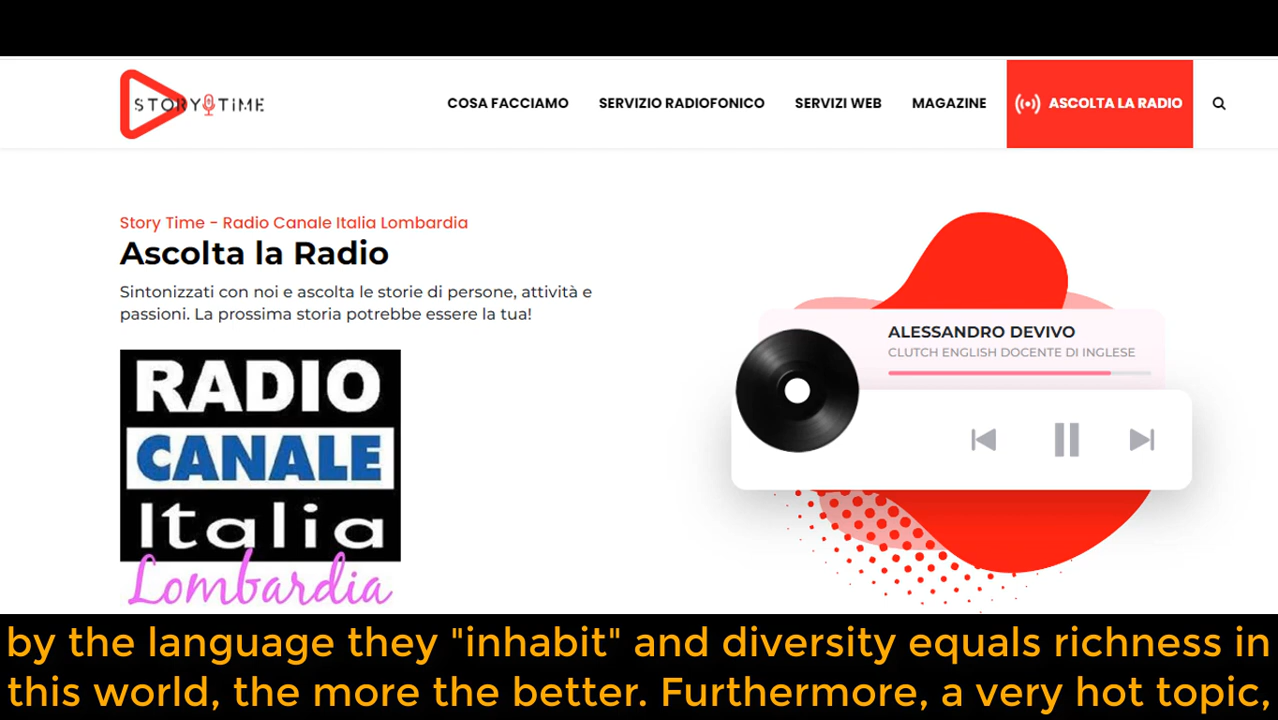 STORY TIME
COSA FACCIAMO
SERVIZIO RADIOFONICO
SERVIZI WEB
MAGAZINE
ASCOLTA LA RADIO
Story Time - Radio Canale Italia Lombardia
Ascolta la Radio
Sintonizzati con noi e ascolta le storie di persone, attività e
passioni. La prossima storia potrebbe essere la tua!
RADIO
CANALE
Italia
Lombardia
ALESSANDRO DEVIVO
CLUTCH ENGLISH DOCENTE DI INGLESE
by the language they "inhabit" and diversity equals richness in
this world, the more the better. Furthermore, a very hot topic,